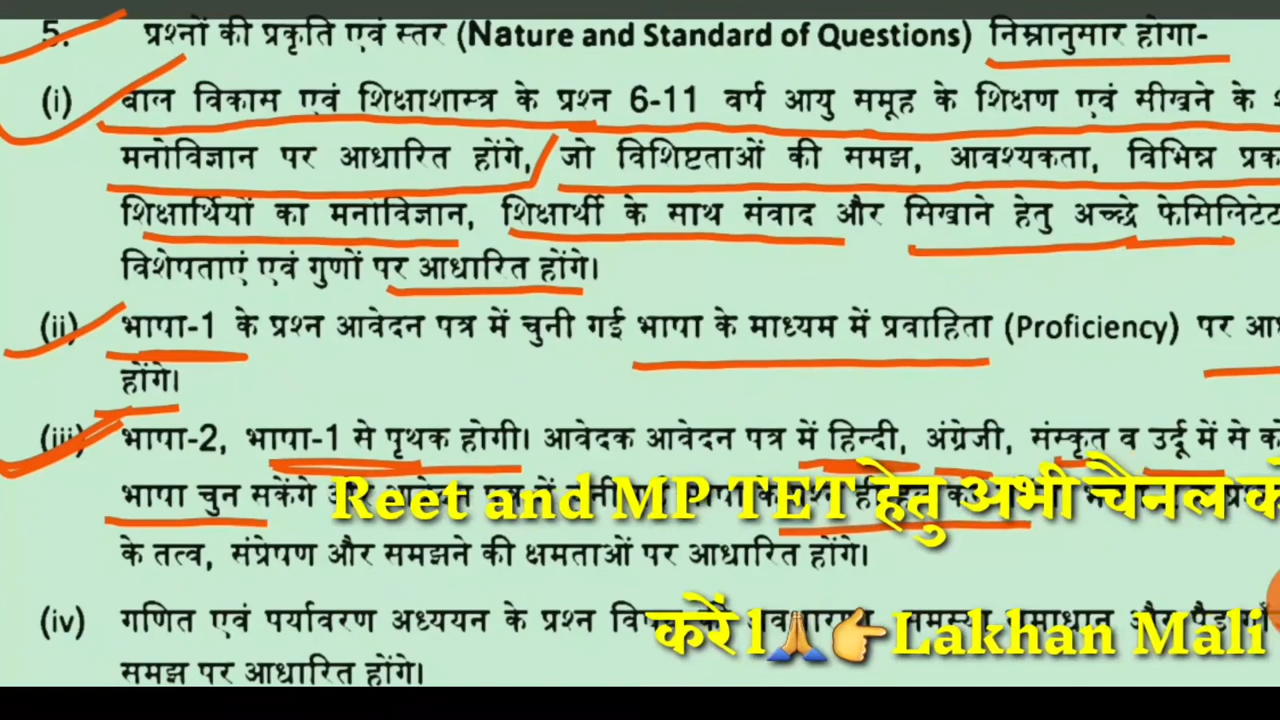 5. प्रश्नों की प्रकृति एवं स्तर (Nature and Standard of Questions) निम्नानुसार होगा-
(i) बाल विकास एवं शिक्षाशास्त्र के प्रश्न 6-11 वर्ष आयु समूह के शिक्षण एवं सीखने के
मनोविज्ञान पर आधारित होंगे, जो विशिष्टताओं की समझ, आवश्यकता, विभिन्न
शिक्षार्थियों का मनोविज्ञान, शिक्षार्थी के साथ संवाद और सिखाने हेतु अच्छे
विशेषताएं एवं गुणों पर आधारित होंगे।
(ii) भाषा-1 के प्रश्न आवेदन पत्र में चुनी गई भाषा के माध्यम में प्रवाहिता (Proficiency) पर
होंगे।
(iii) भाषा-2, भाषा-1 से पृथक होगी। आवेदक आवेदन पत्र में हिन्दी, अंग्रेजी, संस्कृत व उर्दू में से
भाषा चुन सकेंगे
Reet and MP TET हेतु अभी चैनल
के तत्व, संप्रेषण और समझने की क्षमताओं पर आधारित होंगे।
(iv) गणित एवं पर्यावरण अध्ययन के प्रश्न
करें l🙏👉Lakhan Mali
समझ पर आधारित होंगे।